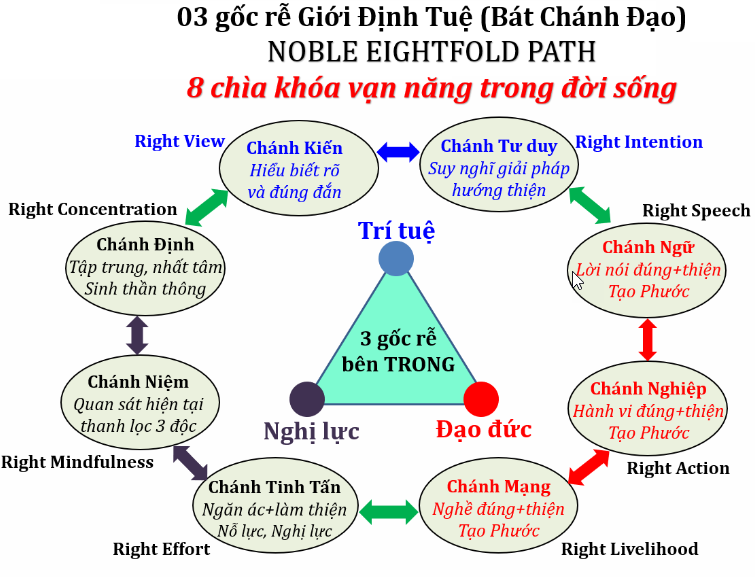 03 gốc rễ Giới Định Tuệ (Bát Chánh Đạo)
NOBLE EIGHTFOLD PATH
8 chìa khóa vạn năng trong đời sống
Right View
Chánh Kiến
Hiểu biết rõ
và đúng đắn
Chánh Tư duy
Suy nghĩ giải pháp
hướng thiện
Right Intention
Right Concentration
Chánh Định
Tập trung, nhất tâm
Sinh thần thông
Right Speech
Chánh Ngữ
Lời nói đúng+thiện
Tạo Phước
Trí tuệ
3 gốc rễ
bên TRONG
Nghị lực
Đạo đức
Chánh Niệm
Quan sát hiện tại
thanh lọc 3 độc
Right Mindfulness
Chánh Nghiệp
Hành vi đúng+thiện
Tạo Phước
Right Action
Chánh Tinh Tấn
Ngăn ác+làm thiện
Nỗ lực, Nghị lực
Right Effort
Chánh Mạng
Nghề đúng+thiện
Tạo Phước
Right Livelihood